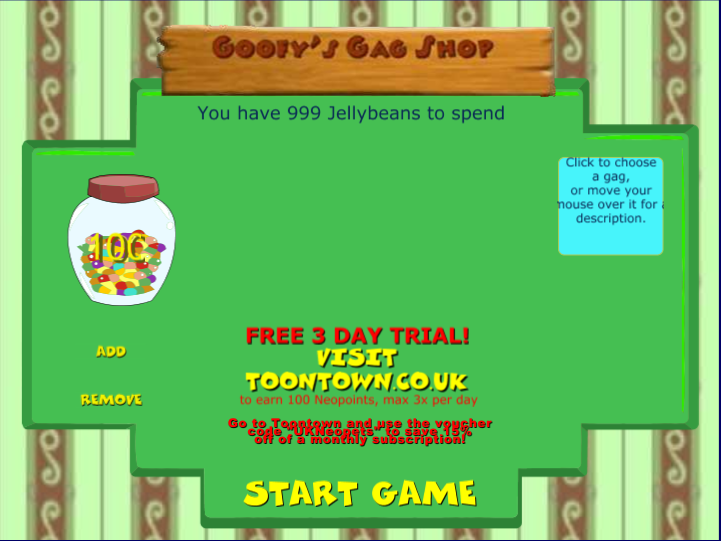 GOOFY'S GAG SHOP
You have 999 Jellybeans to spend
Click to choose
a gag,
or move your
mouse over it for a
description.
100
ADD
REMOVE
FREE 3 DAY TRIAL!
VISIT
TOONTOWN.CO.UK
to earn 100 Neopoints, max 3x per day
Go to Toontown and use the voucher
code "UKNeopets" to save 15%
off of a monthly subscription!
START GAME